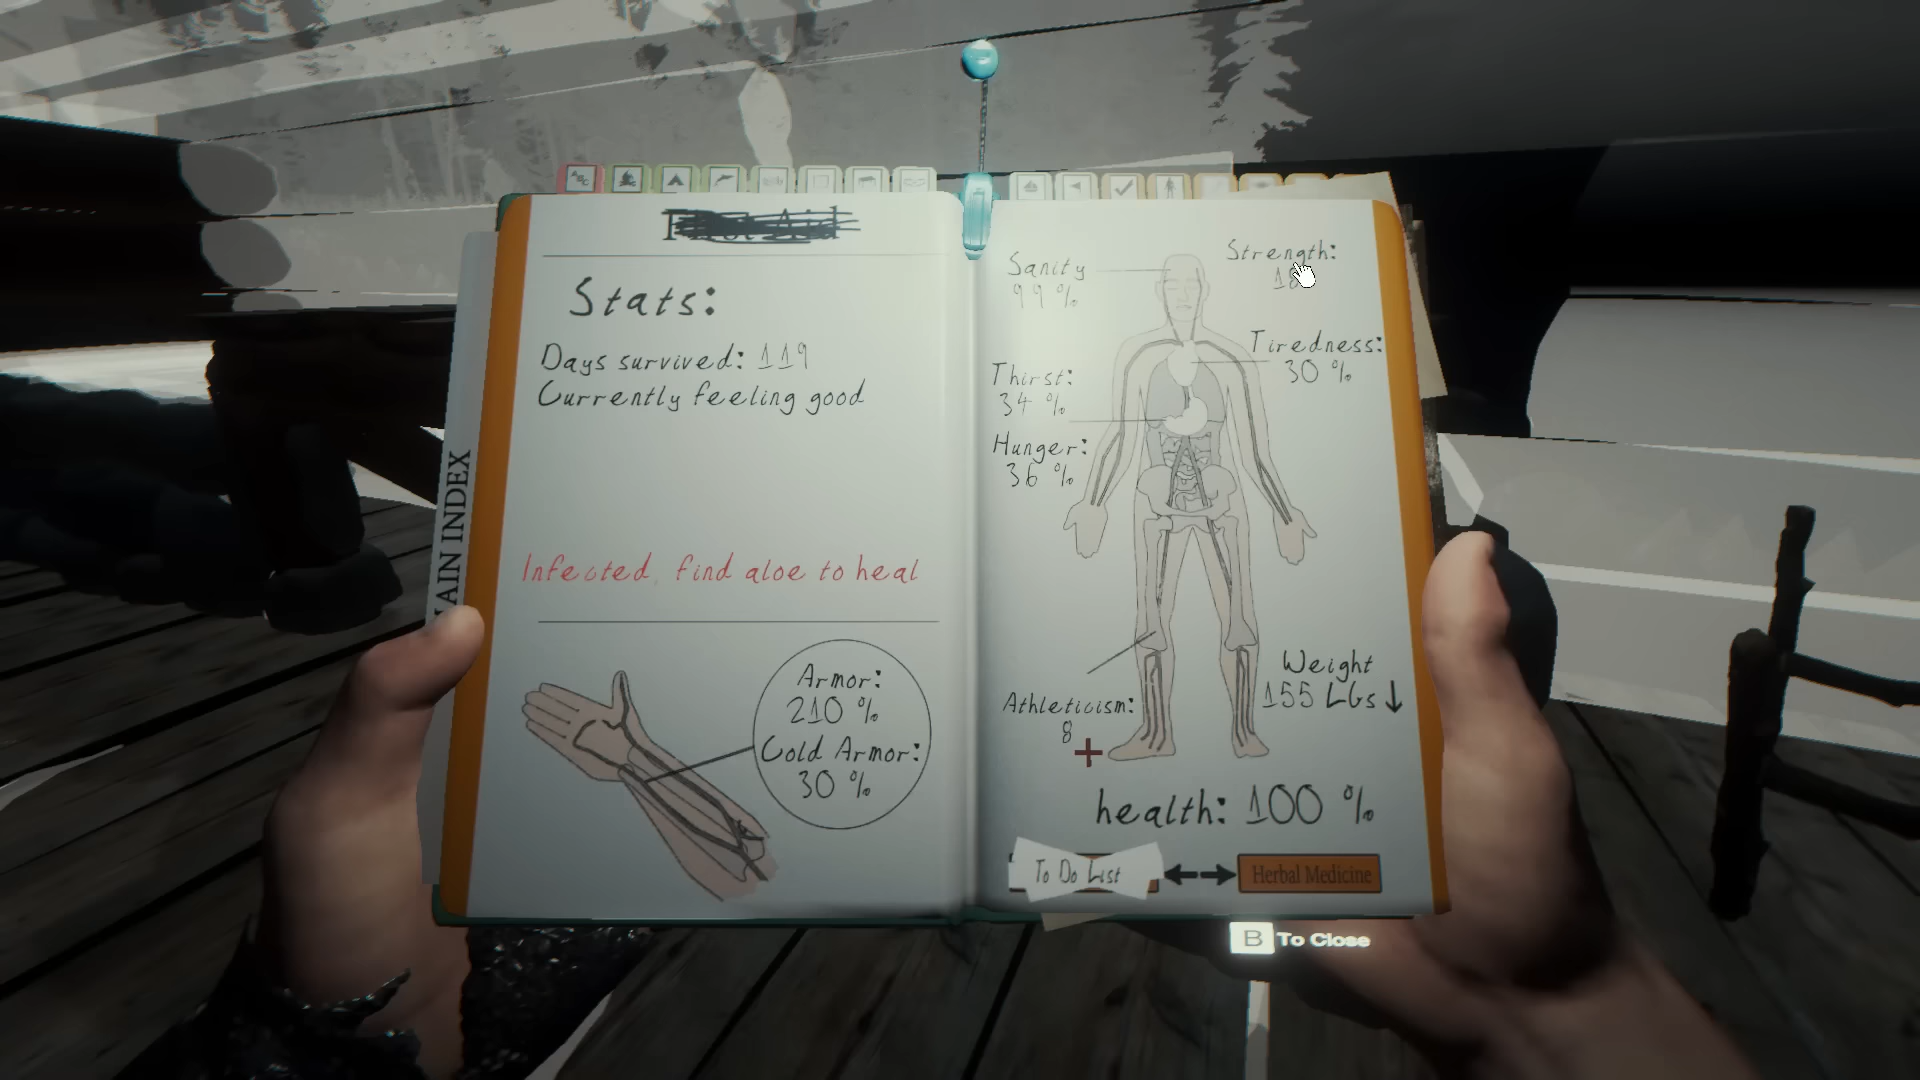 Stats:
Days survived: 119
Currently feeling good
Infected, find aloe to heal
Armor:
210 %
Cold Armor:
30 %
AIN INDEX
Sanity
99 %
Strength:
Tiredness:
30 %
Thirst:
34 %
Hunger:
36 %
Athleticism:
8
Weight
155 LGs
health: 100 %
To Do List
Herbal Medicine
B To Close